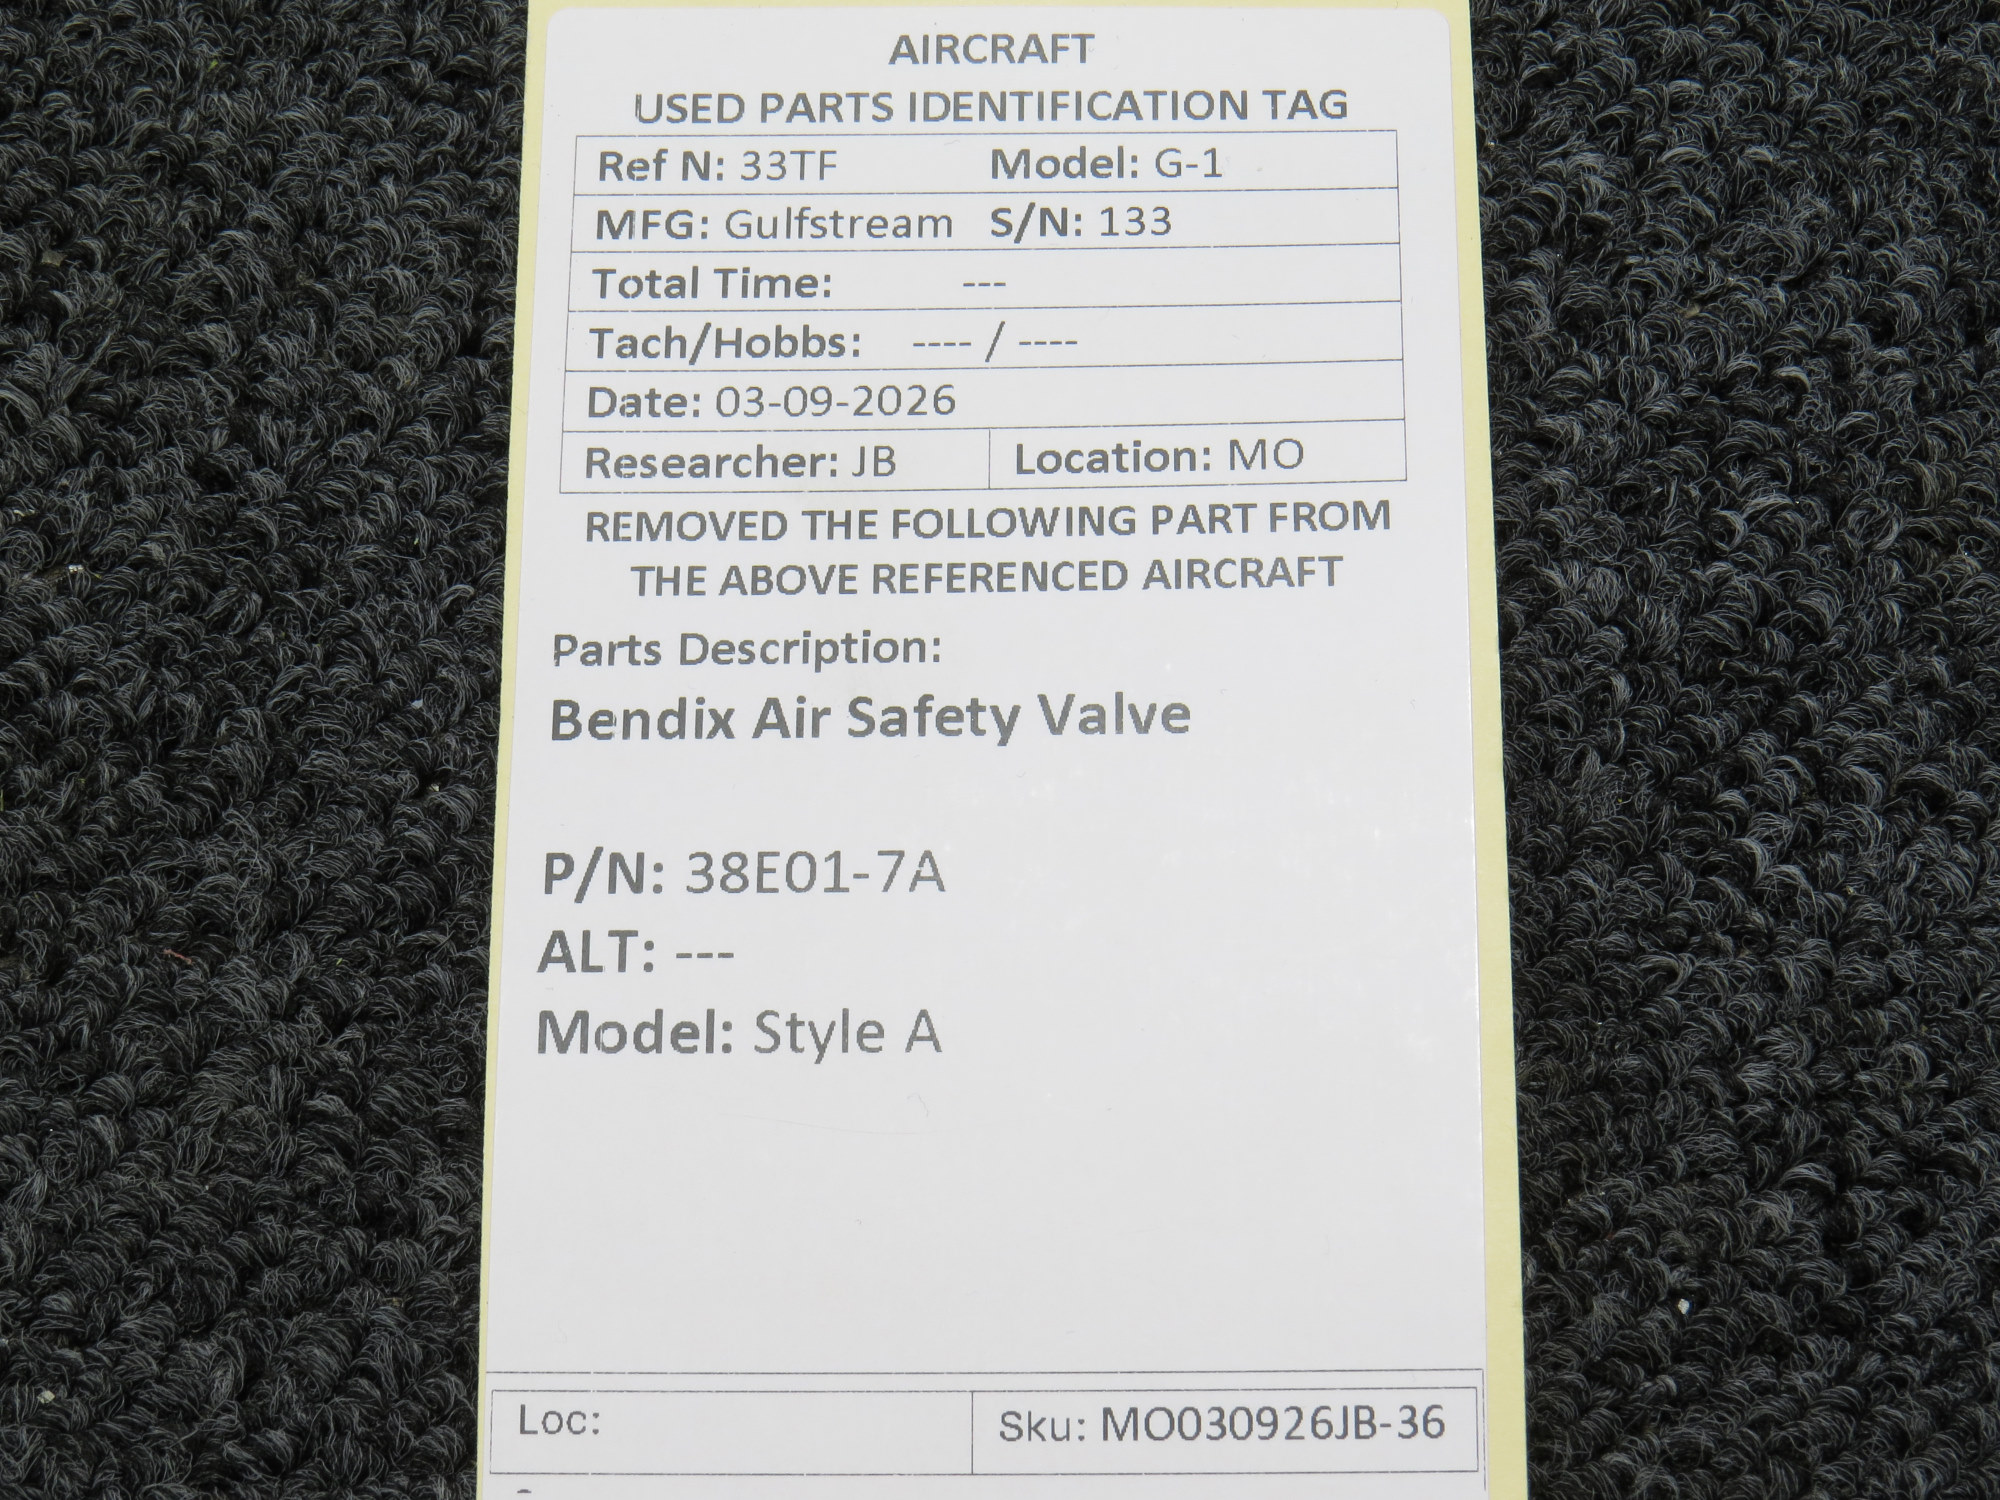 AIRCRAFT
USED PARTS IDENTIFICATION TAG
Ref N: 33TF Model: G-1
MFG: Gulfstream S/N: 133
Total Time: ---
Tach/Hobbs: ---- / ----
Date: 03-09-2026
Researcher: JB Location: MO
REMOVED THE FOLLOWING PART FROM
THE ABOVE REFERENCED AIRCRAFT
Parts Description:
Bendix Air Safety Valve
P/N: 38E01-7A
ALT: ---
Model: Style A
Loc: Sku: MO030926JB-36